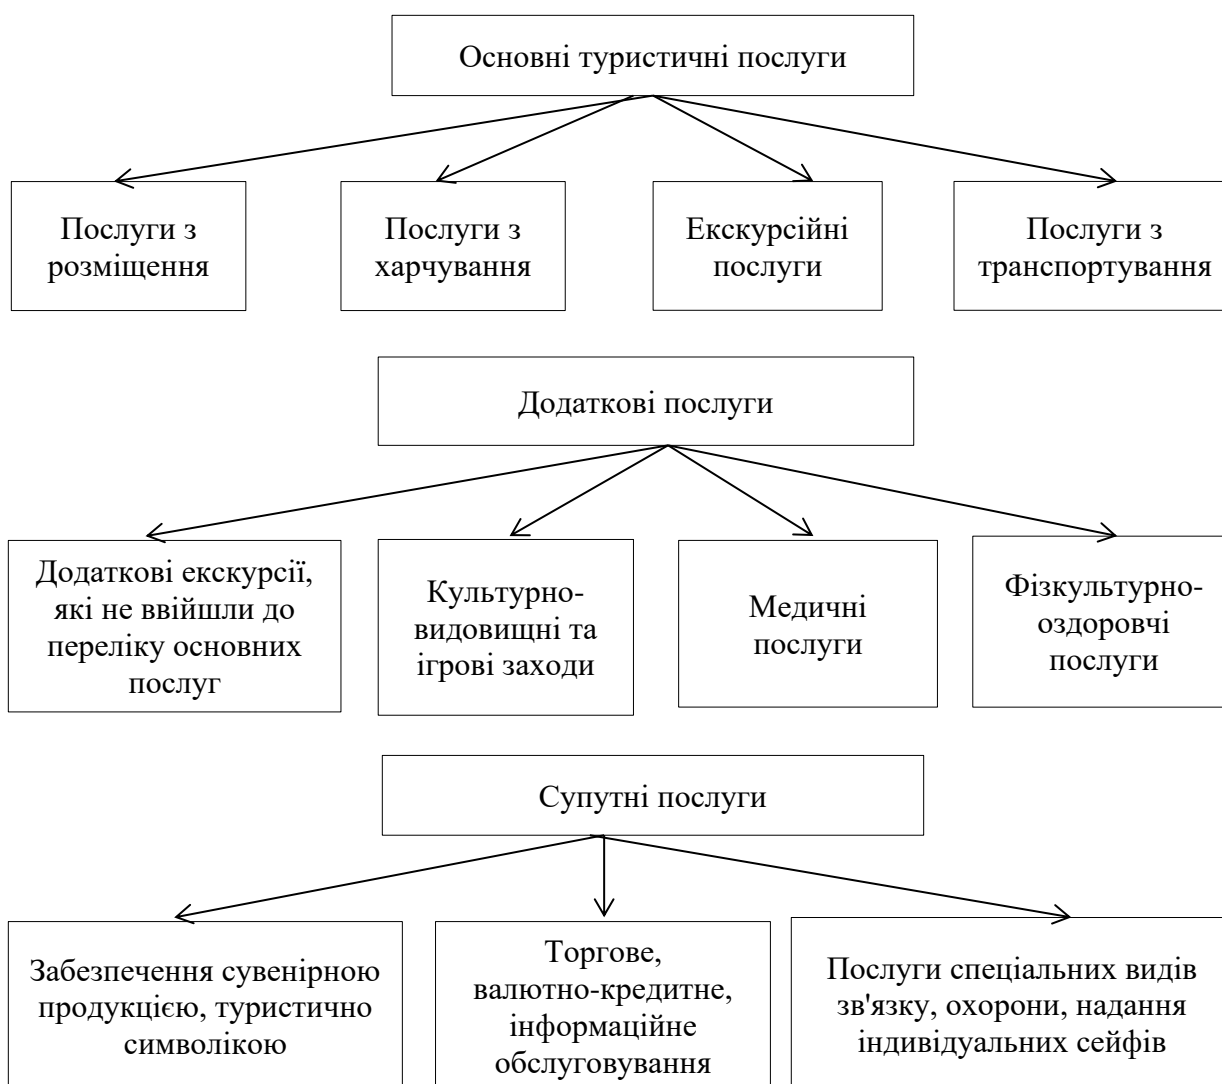 Основні туристичні послуги
Послуги з
розміщення
Послуги з
харчування
Екскурсійні
послуги
Послуги з
транспортування
Додаткові послуги
Додаткові екскурсії,
які не ввійшли до
переліку основних
послуг
Культурно-
видовищні та
ігрові заходи
Медичні
послуги
Фізкультурно-
оздоровчі
послуги
Супутні послуги
Забезпечення сувенірною
продукцією, туристично
символікою
Торгове,
валютно-кредитне,
інформаційне
обслуговування
Послуги спеціальних видів
зв'язку, охорони, надання
індивідуальних сейфів